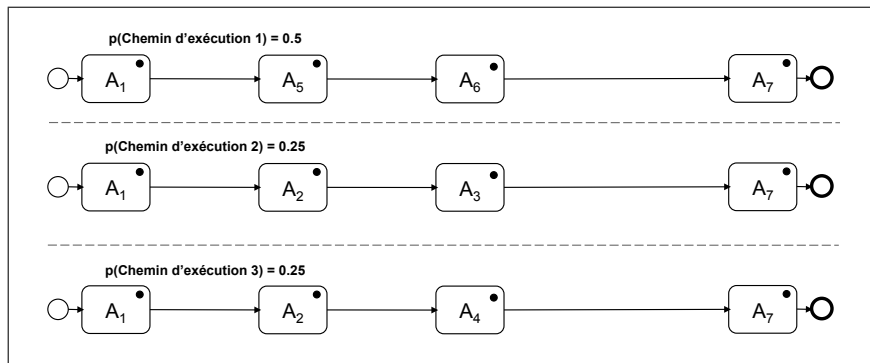 p(Chemin d'exécution 1) = 0.5
A₁ A₅ A₆ A₇
p(Chemin d'exécution 2) = 0.25
A₁ A₂ A₃ A₇
p(Chemin d'exécution 3) = 0.25
A₁ A₂ A₄ A₇